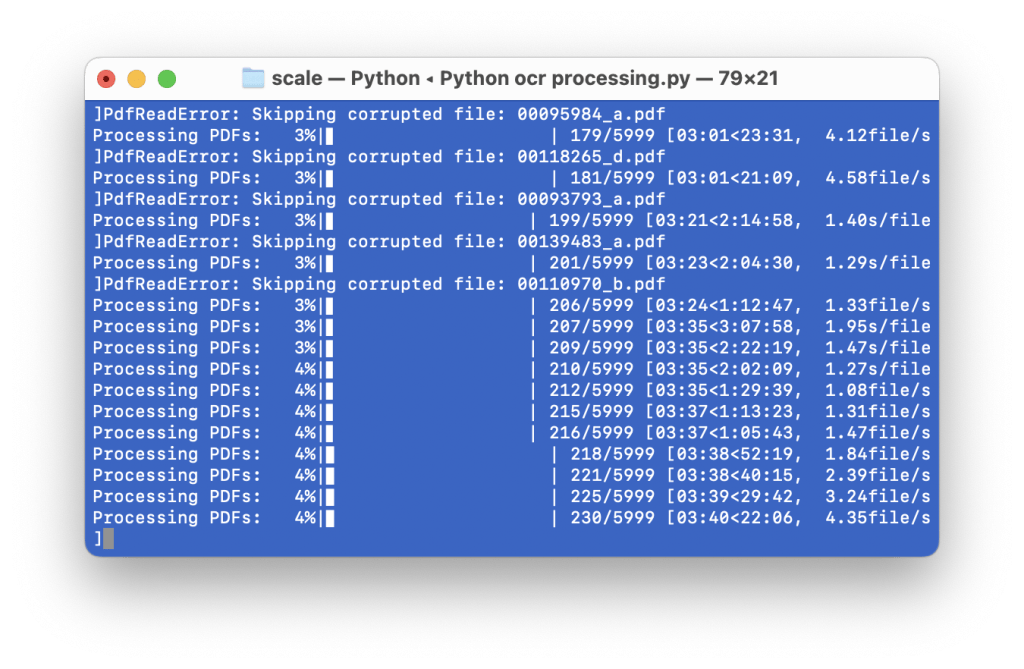 scale — Python ◂ Python ocr processing.py — 79×21
]PdfReadError: Skipping corrupted file: 00095984_a.pdf
Processing PDFs:   3%|▋                    | 179/5999 [03:01<23:31,  4.12file/s
]PdfReadError: Skipping corrupted file: 00118265_d.pdf
Processing PDFs:   3%|▋                    | 181/5999 [03:01<21:09,  4.58file/s
]PdfReadError: Skipping corrupted file: 00093793_a.pdf
Processing PDFs:   3%|▋                  | 199/5999 [03:21<2:14:58,  1.40s/file
]PdfReadError: Skipping corrupted file: 00139483_a.pdf
Processing PDFs:   3%|▋                  | 201/5999 [03:23<2:04:30,  1.29s/file
]PdfReadError: Skipping corrupted file: 00110970_b.pdf
Processing PDFs:   3%|▋                  | 206/5999 [03:24<1:12:47,  1.33file/s
Processing PDFs:   3%|▋                  | 207/5999 [03:35<3:07:58,  1.95s/file
Processing PDFs:   3%|▋                  | 209/5999 [03:35<2:22:19,  1.47s/file
Processing PDFs:   4%|▋                  | 210/5999 [03:35<2:02:09,  1.27s/file
Processing PDFs:   4%|▋                  | 212/5999 [03:35<1:29:39,  1.08file/s
Processing PDFs:   4%|▋                  | 215/5999 [03:37<1:13:23,  1.31file/s
Processing PDFs:   4%|▋                  | 216/5999 [03:37<1:05:43,  1.47file/s
Processing PDFs:   4%|▊                    | 218/5999 [03:38<52:19,  1.84file/s
Processing PDFs:   4%|▊                    | 221/5999 [03:38<40:15,  2.39file/s
Processing PDFs:   4%|▊                    | 225/5999 [03:39<29:42,  3.24file/s
Processing PDFs:   4%|▊                    | 230/5999 [03:40<22:06,  4.35file/s
]